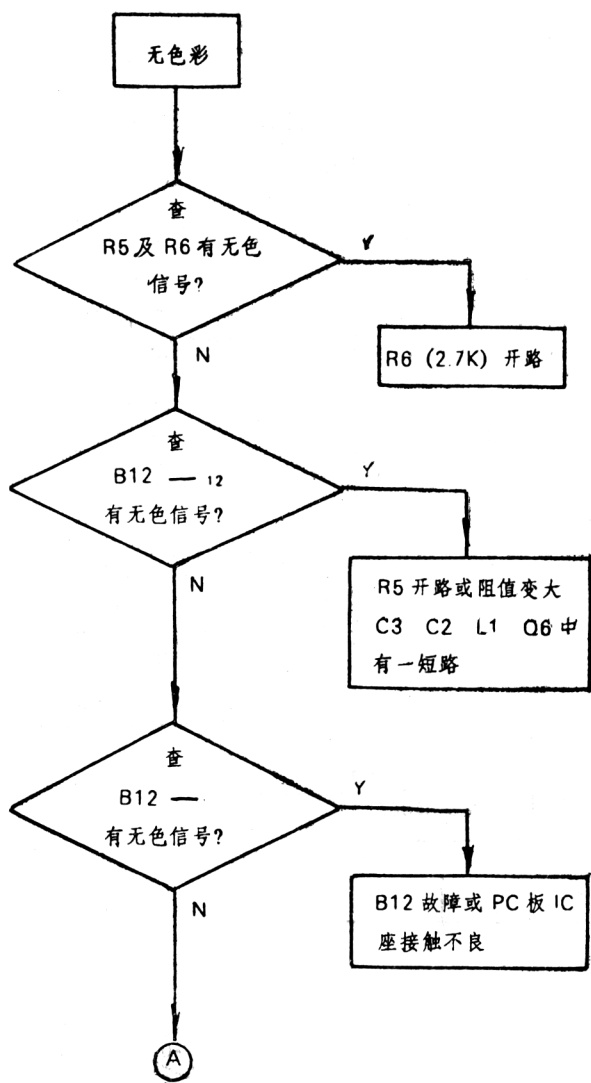 无色彩
查
R5及R6有无色
信号?
Y
R6 (2.7K) 开路
N
查
B12 — 12
有无色信号?
Y
R5开路或阻值变大
C3 C2 L1 Q6中
有一短路
N
查
B12 —
有无色信号?
Y
B12故障或PC板IC
座接触不良
N
A